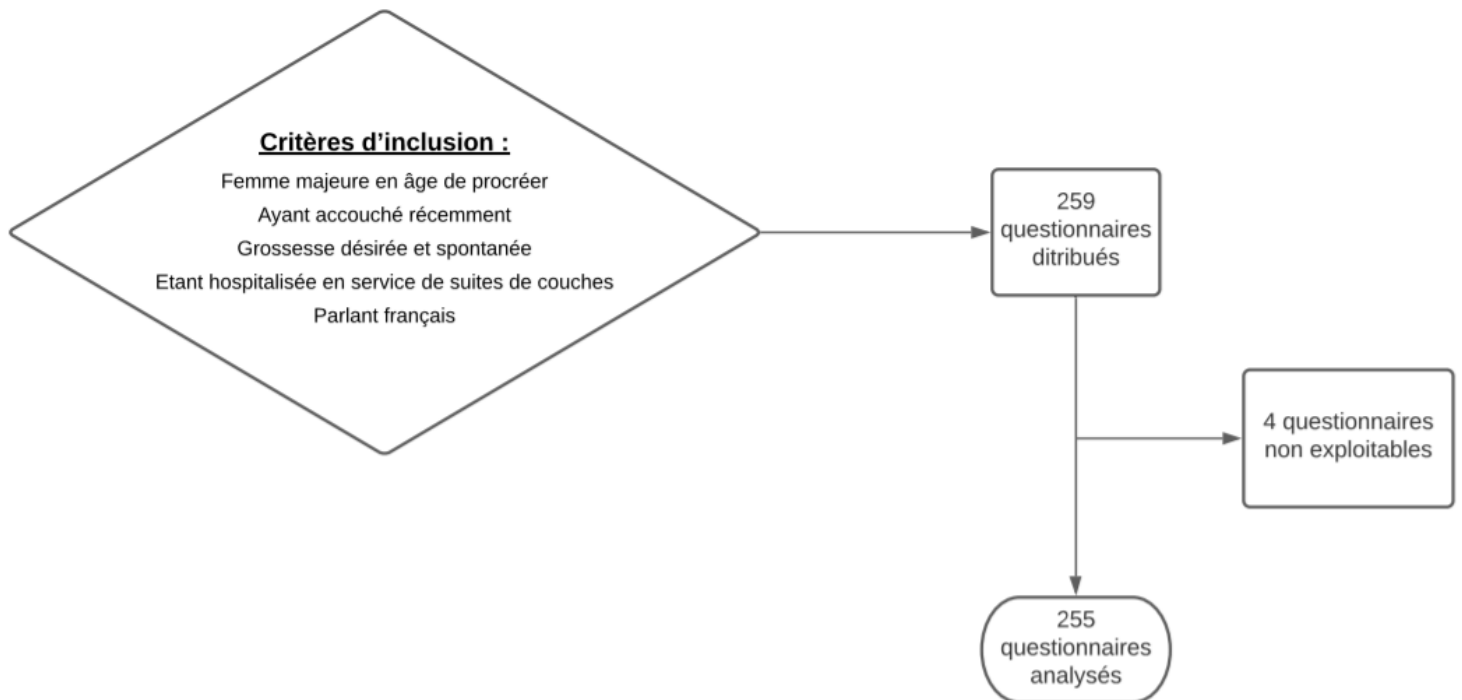 Critères d'inclusion :
Femme majeure en âge de procréer
Ayant accouché récemment
Grossesse désirée et spontanée
Etant hospitalisée en service de suites de couches
Parlant français
259
questionnaires
ditribués
4 questionnaires
non exploitables
255
questionnaires
analysés